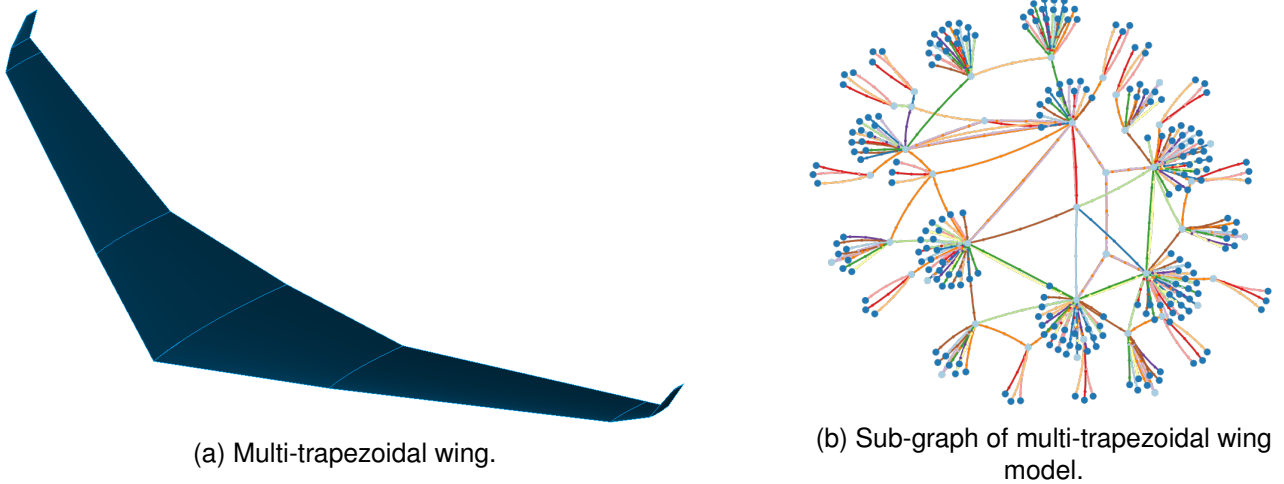 (a) Multi-trapezoidal wing.
(b) Sub-graph of multi-trapezoidal wing
model.